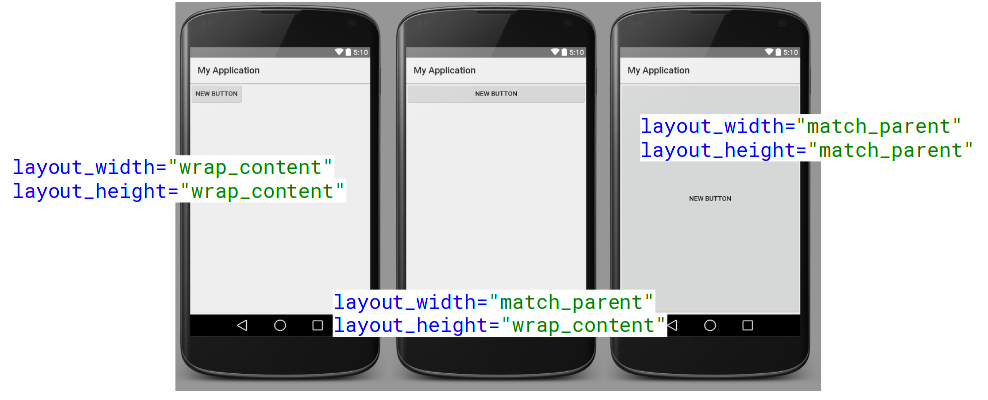 5:10
My Application
NEW BUTTON
layout_width="wrap_content"
layout_height="wrap_content"
5:10
My Application
NEW BUTTON
layout_width="match_parent"
layout_height="wrap_content"
5:10
My Application
layout_width="match_parent"
layout_height="match_parent"
NEW BUTTON